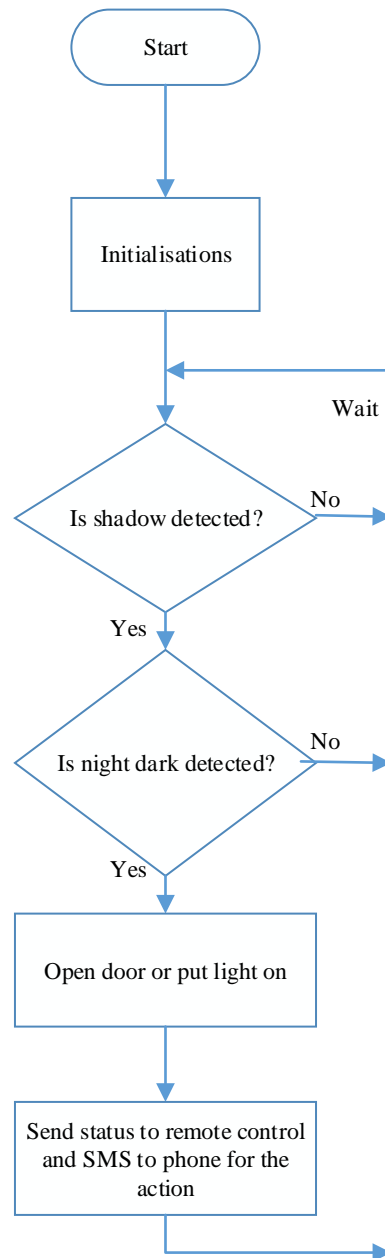 Start
Initialisations
Wait
Is shadow detected?
No
Yes
Is night dark detected?
No
Yes
Open door or put light on
Send status to remote control
and SMS to phone for the
action